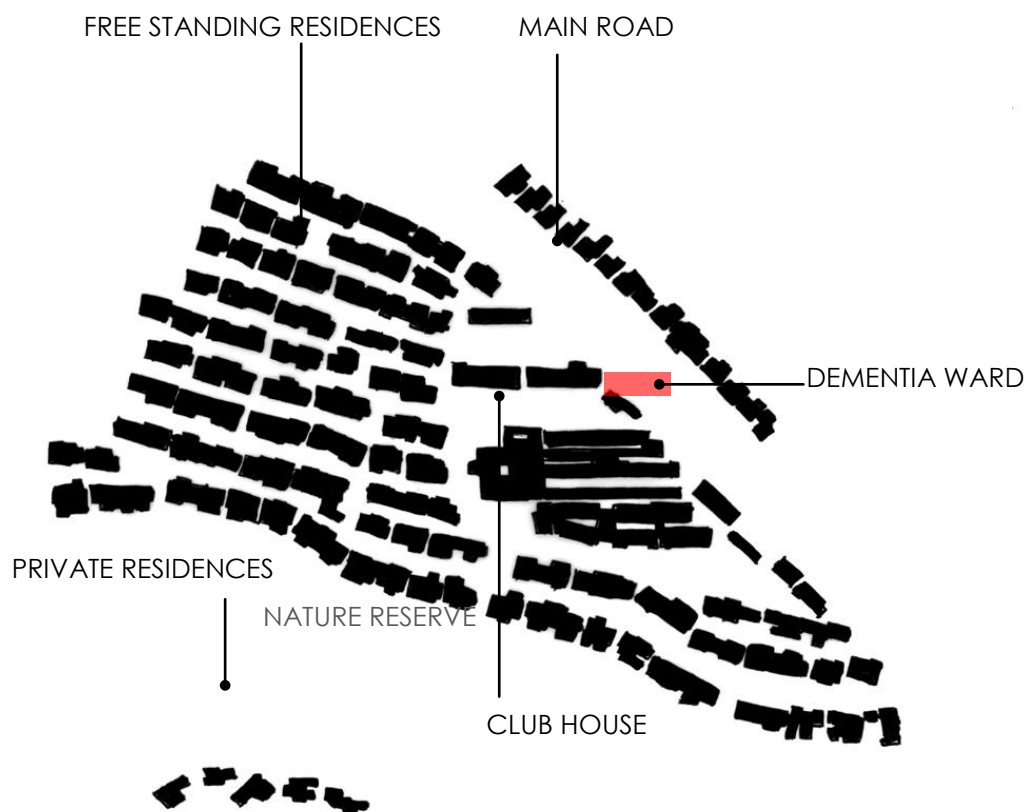 FREE STANDING RESIDENCES
MAIN ROAD
DEMENTIA WARD
PRIVATE RESIDENCES
NATURE RESERVE
CLUB HOUSE